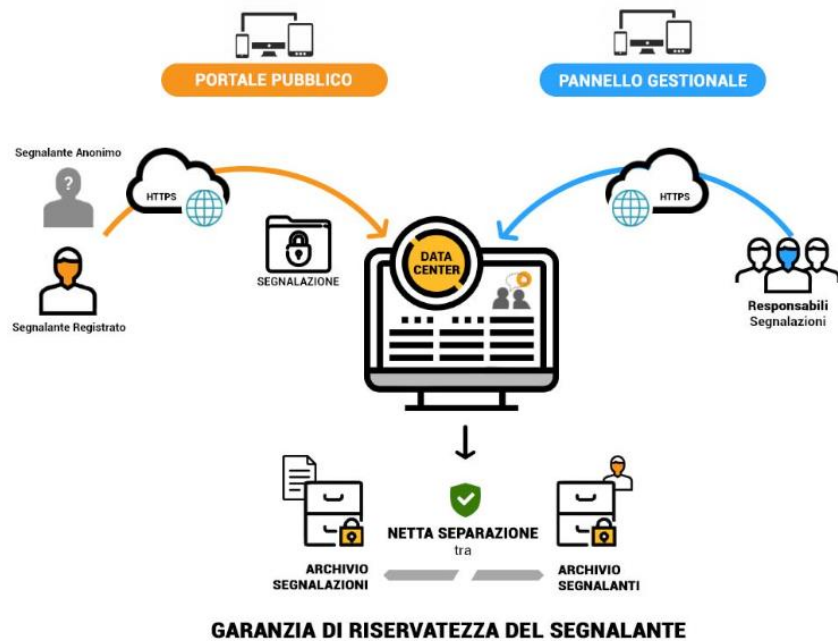 PORTALE PUBBLICO
PANNELLO GESTIONALE
Segnalante Anonimo
?
HTTPS
HTTPS
SEGNALAZIONE
DATA
CENTER
Segnalante Registrato
Responsabili
Segnalazioni
NETTA SEPARAZIONE
tra
ARCHIVIO
SEGNALAZIONI
ARCHIVIO
SEGNALANTI
GARANZIA DI RISERVATEZZA DEL SEGNALANTE